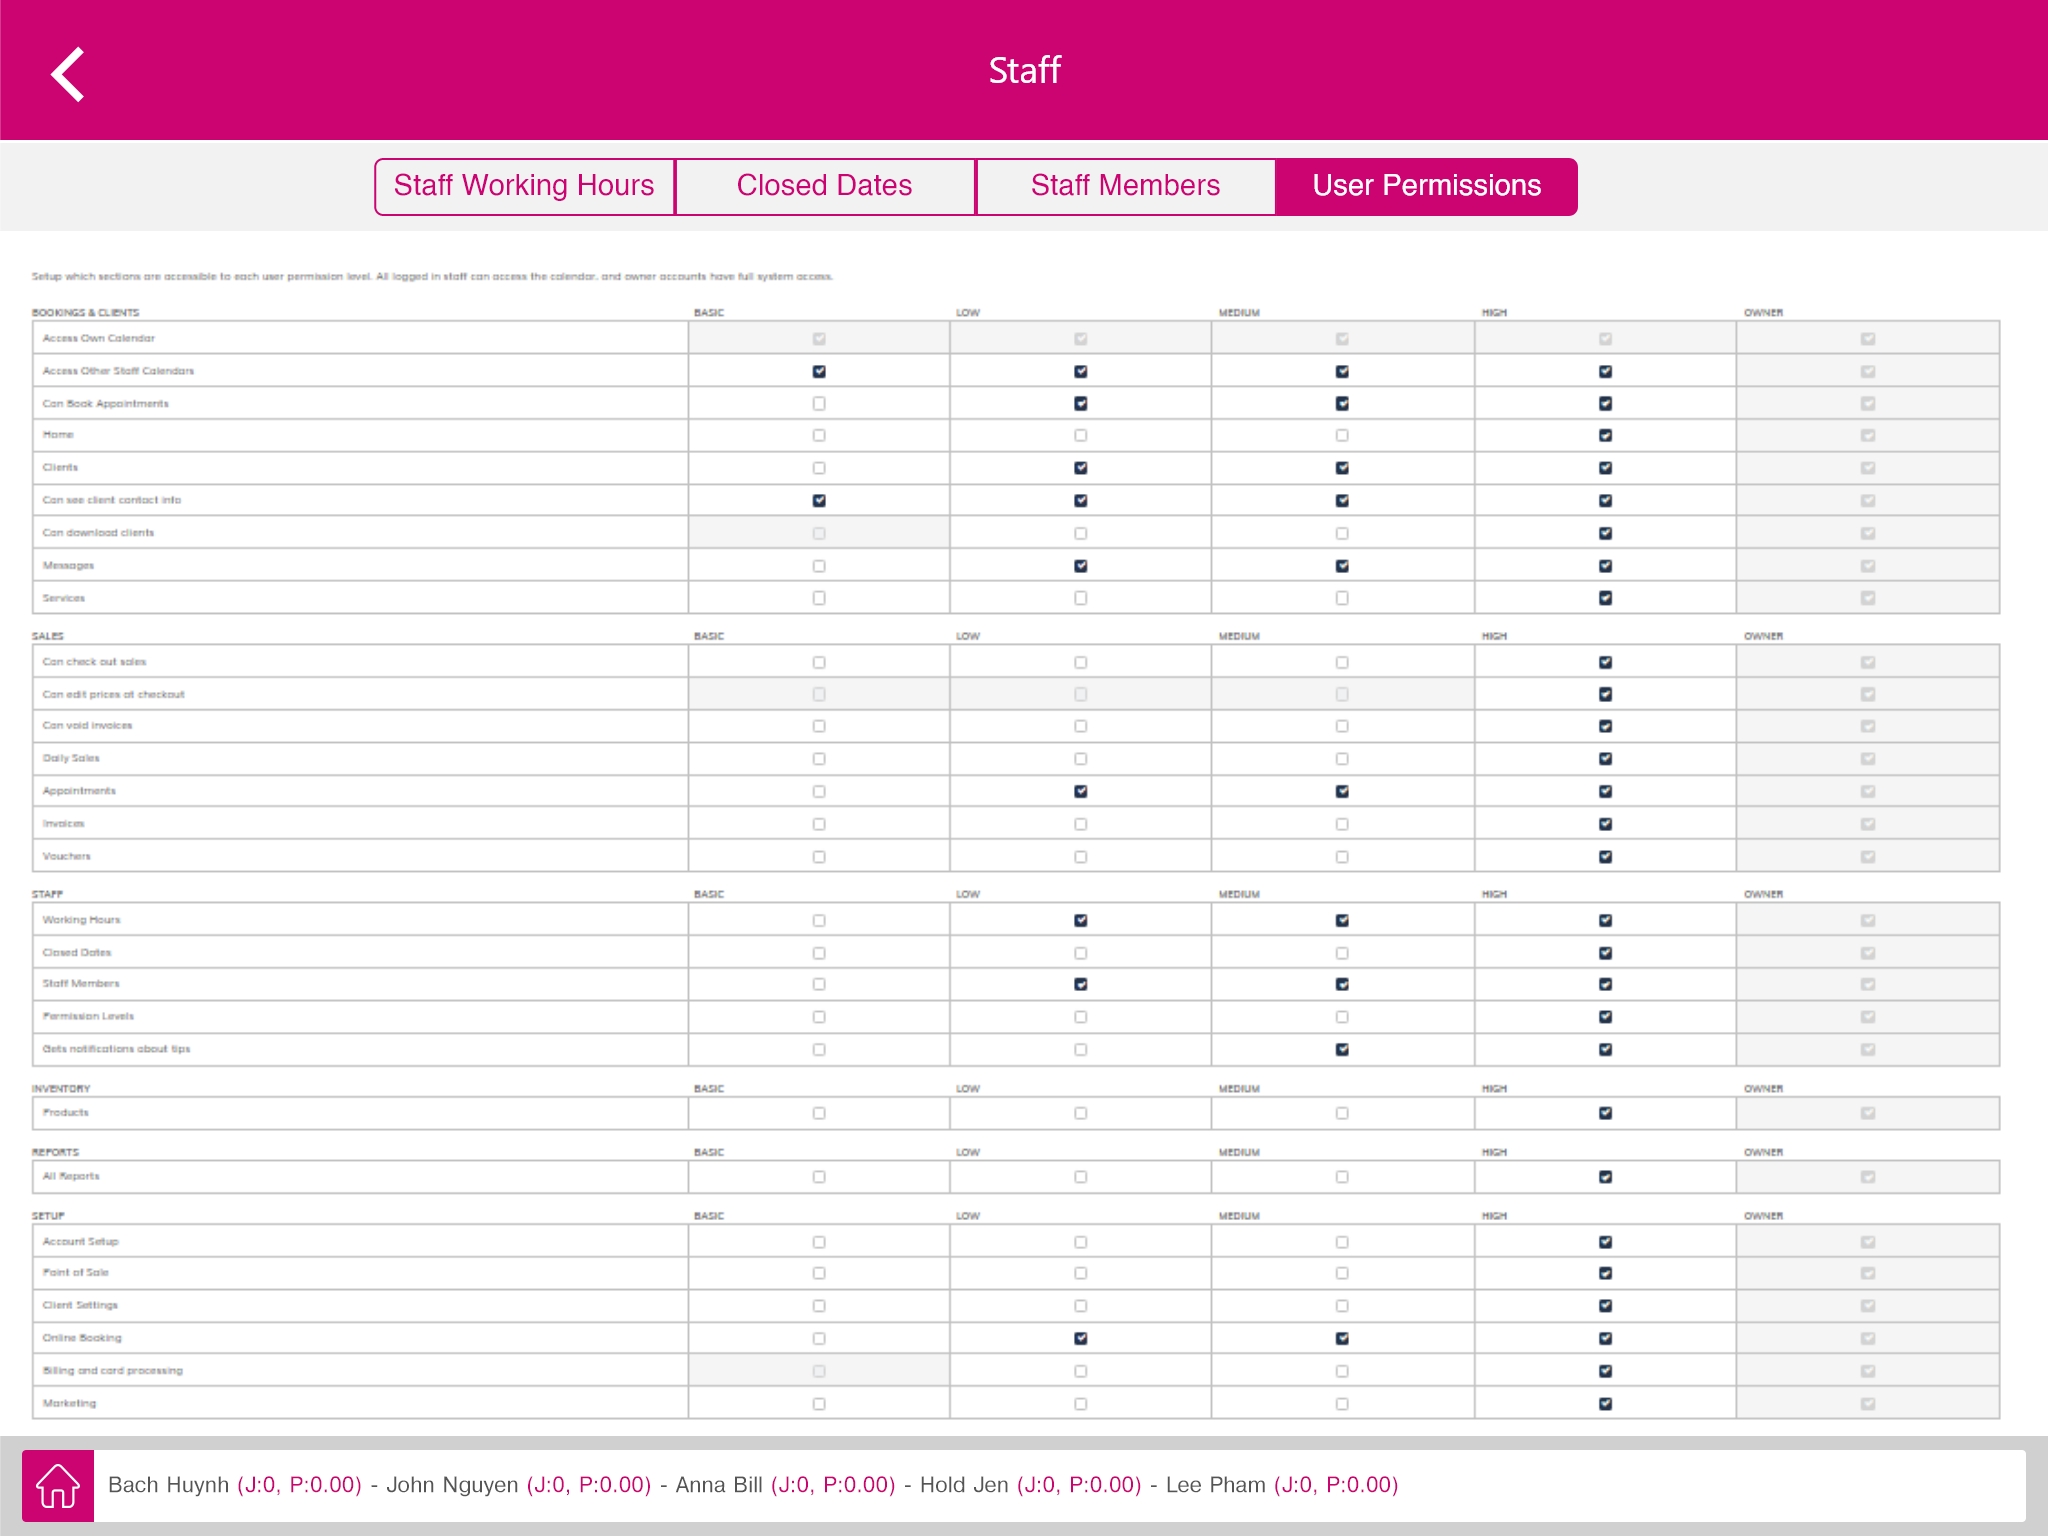 Staff
Staff Working Hours Closed Dates Staff Members User Permissions
Setup which sections are accessible to each user permission level. All logged in staff can access the calendar, and owner accounts have full system access.
BOOKINGS & CLIENTS BASIC LOW MEDIUM HIGH OWNER
Access Own Calendar
Access Other Staff Calendars
Can Book Appointments
Home
Clients
Can see client contact info
Can download clients
Messages
Services
SALES BASIC LOW MEDIUM HIGH OWNER
Can check out sales
Can edit prices at checkout
Can void invoices
Daily Sales
Appointments
Invoices
Vouchers
STAFF BASIC LOW MEDIUM HIGH OWNER
Working Hours
Closed Dates
Staff Members
Permission Levels
Gets notifications about tips
INVENTORY BASIC LOW MEDIUM HIGH OWNER
Products
REPORTS BASIC LOW MEDIUM HIGH OWNER
All Reports
SETUP BASIC LOW MEDIUM HIGH OWNER
Account Setup
Point of Sale
Client Settings
Online Booking
Billing and card processing
Marketing
Bach Huynh (J:0, P:0.00) - John Nguyen (J:0, P:0.00) - Anna Bill (J:0, P:0.00) - Hold Jen (J:0, P:0.00) - Lee Pham (J:0, P:0.00)